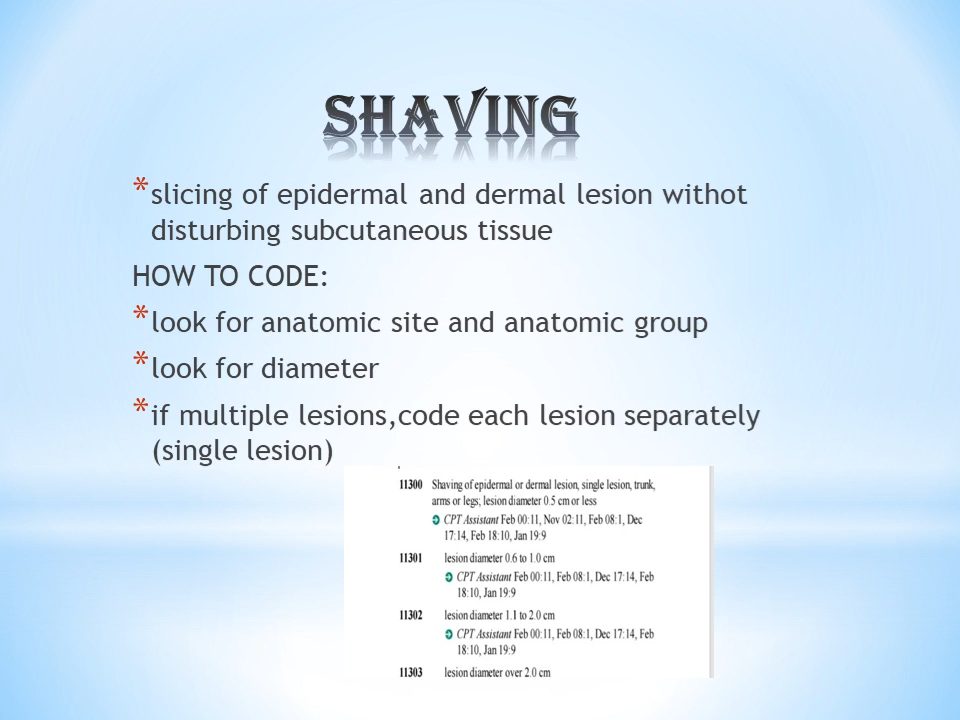 SHAVING
*slicing of epidermal and dermal lesion withot
disturbing subcutaneous tissue
HOW TO CODE:
*look for anatomic site and anatomic group
*look for diameter
*if multiple lesions,code each lesion separately
(single lesion)
11300 Shaving of epidermal or dermal lesion, single lesion, trunk,
arms or legs; lesion diameter 0.5 cm or less
CPT Assistant Feb 00:11, Nov 02:11, Feb 08:1, Dec
17:14, Feb 18:10, Jan 19:9
11301 lesion diameter 0.6 to 1.0 cm
CPT Assistant Feb 00:11, Feb 08:1, Dec 17:14, Feb
18:10, Jan 19:9
11302 lesion diameter 1.1 to 2.0 cm
CPT Assistant Feb 00:11, Feb 08:1, Dec 17:14, Feb
18:10, Jan 19:9
11303 lesion diameter over 2.0 cm